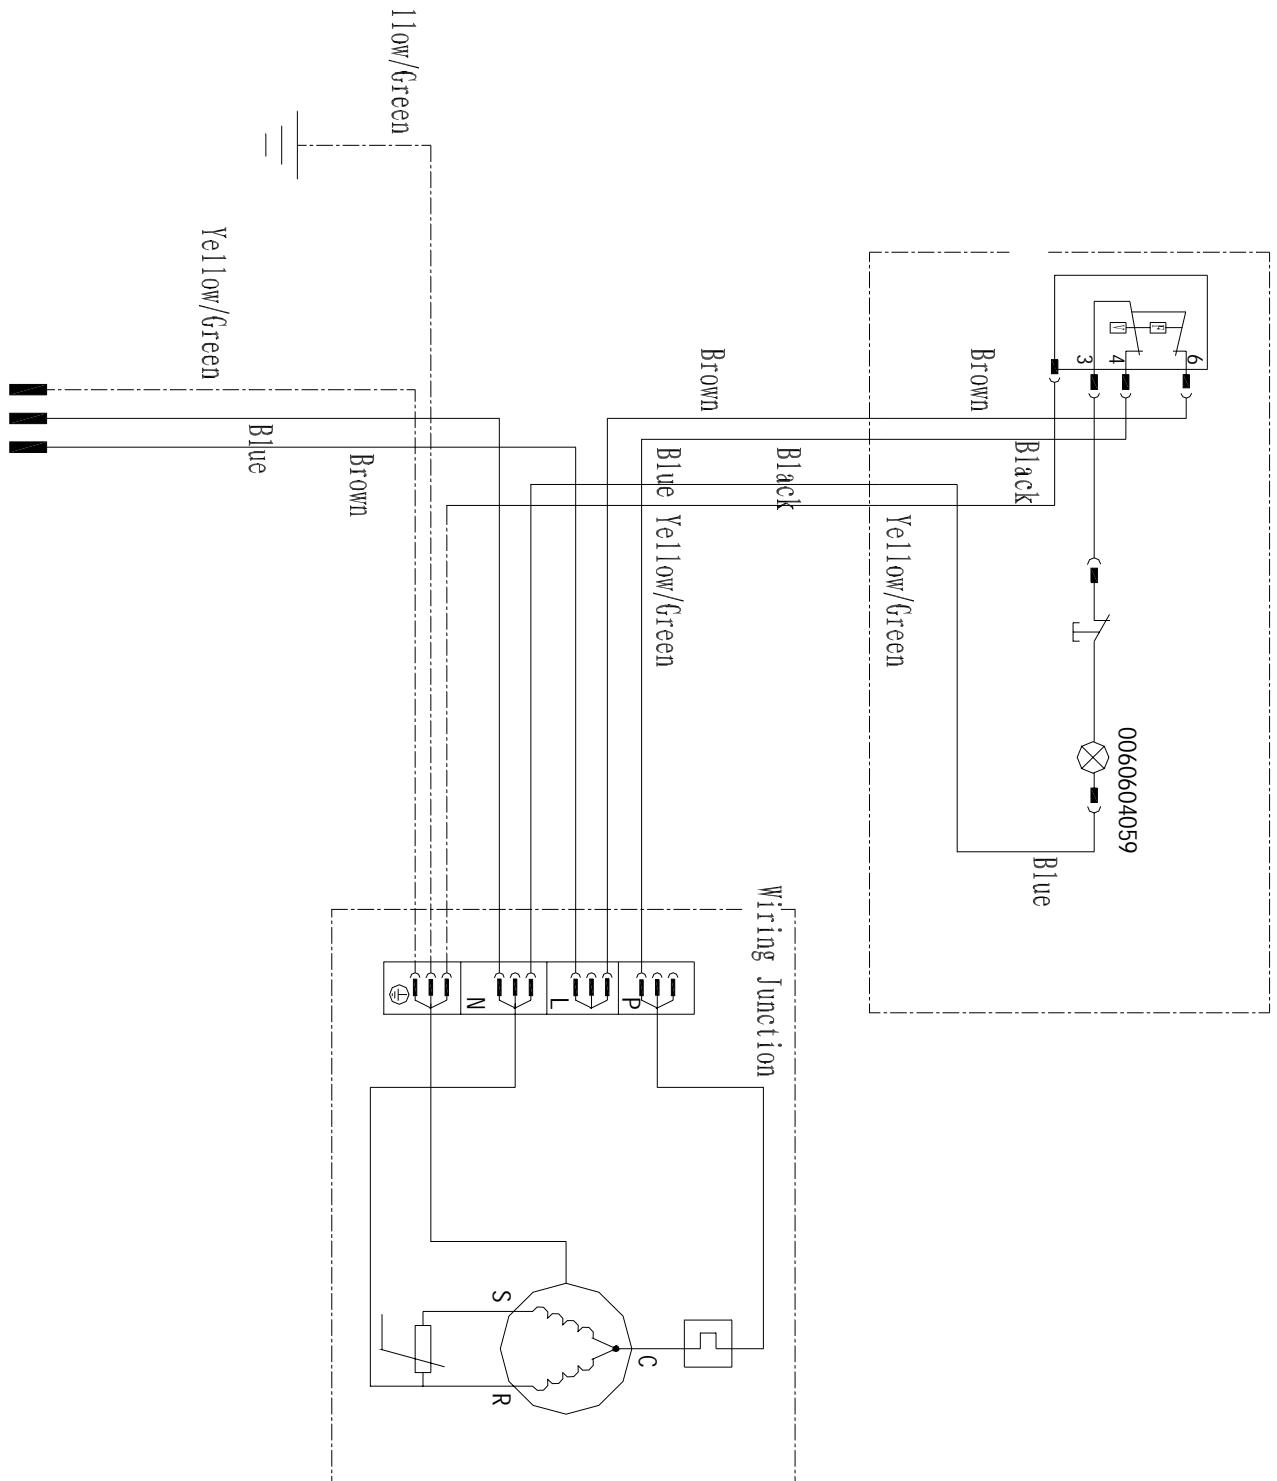 llow/Green
Yellow/Green
Blue
Brown
Brown
Brown
3
4
6
Blue
Black
Black
Yellow/Green
Yellow/Green
0060604059
Blue
Wiring Junction
N
L
P
S
C
R